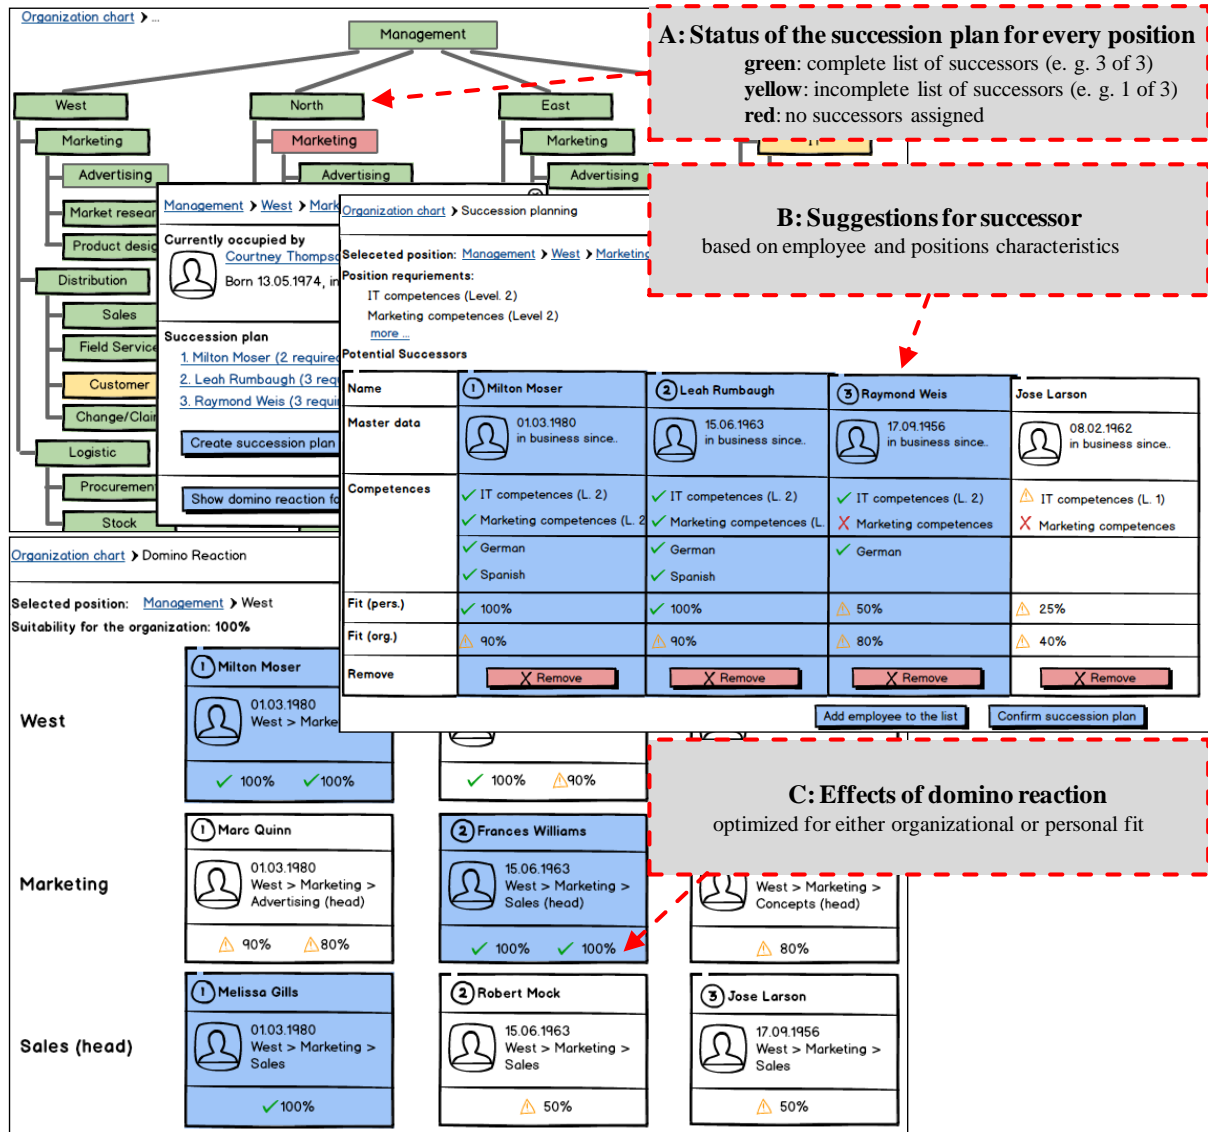 Organization chart > ...
Management
West
North
East
Marketing
Marketing
Marketing
IT
Advertising
Advertising
Advertising
Market resear
Product desig
Distribution
Sales
Field Service
Customer
Change/Clai
Logistic
Procuremen
Stock
A: Status of the succession plan for every position
green: complete list of successors (e. g. 3 of 3)
yellow: incomplete list of successors (e. g. 1 of 3)
red: no successors assigned
B: Suggestions for successor
based on employee and positions characteristics
Management > West > Mark
Currently occupied by
Courtney Thompso
Born 13.05.1974, in
Succession plan
1. Milton Moser (2 required
2. Leah Rumbaugh (3 requ
3. Raymond Weis (3 requi
Create succession plan
Show domino reaction fo
Organization chart > Succession planning
Seleceted position: Management > West > Marketing
Position requriements:
IT competences (Level. 2)
Marketing competences (Level 2)
more ...
Potential Successors
Name
1 Milton Moser
2 Leah Rumbaugh
3 Raymond Weis
Jose Larson
Master data
01.03.1980
in business since..
15.06.1963
in business since..
17.09.1956
in business since..
08.02.1962
in business since..
Competences
IT competences (L. 2)
IT competences (L. 2)
IT competences (L. 2)
IT competences (L. 1)
Marketing competences (L. 2
Marketing competences (L.
Marketing competences
Marketing competences
German
German
German
Spanish
Spanish
Fit (pers.)
100%
100%
50%
25%
Fit (org.)
90%
90%
80%
40%
Remove
X Remove
X Remove
X Remove
X Remove
Add employee to the list
Confirm succession plan
Organization chart > Domino Reaction
Selected position: Management > West
Suitability for the organization: 100%
West
1 Milton Moser
01.03.1980
West > Marke
100% 100%
100% 90%
C: Effects of domino reaction
optimized for either organizational or personal fit
Marketing
1 Marc Quinn
01.03.1980
West > Marketing >
Advertising (head)
90% 80%
2 Frances Williams
15.06.1963
West > Marketing >
Sales (head)
100% 100%
West > Marketing >
Concepts (head)
80%
Sales (head)
1 Melissa Gills
01.03.1980
West > Marketing >
Sales
100%
2 Robert Mock
15.06.1963
West > Marketing >
Sales
50%
3 Jose Larson
17.09.1956
West > Marketing >
Sales
50%